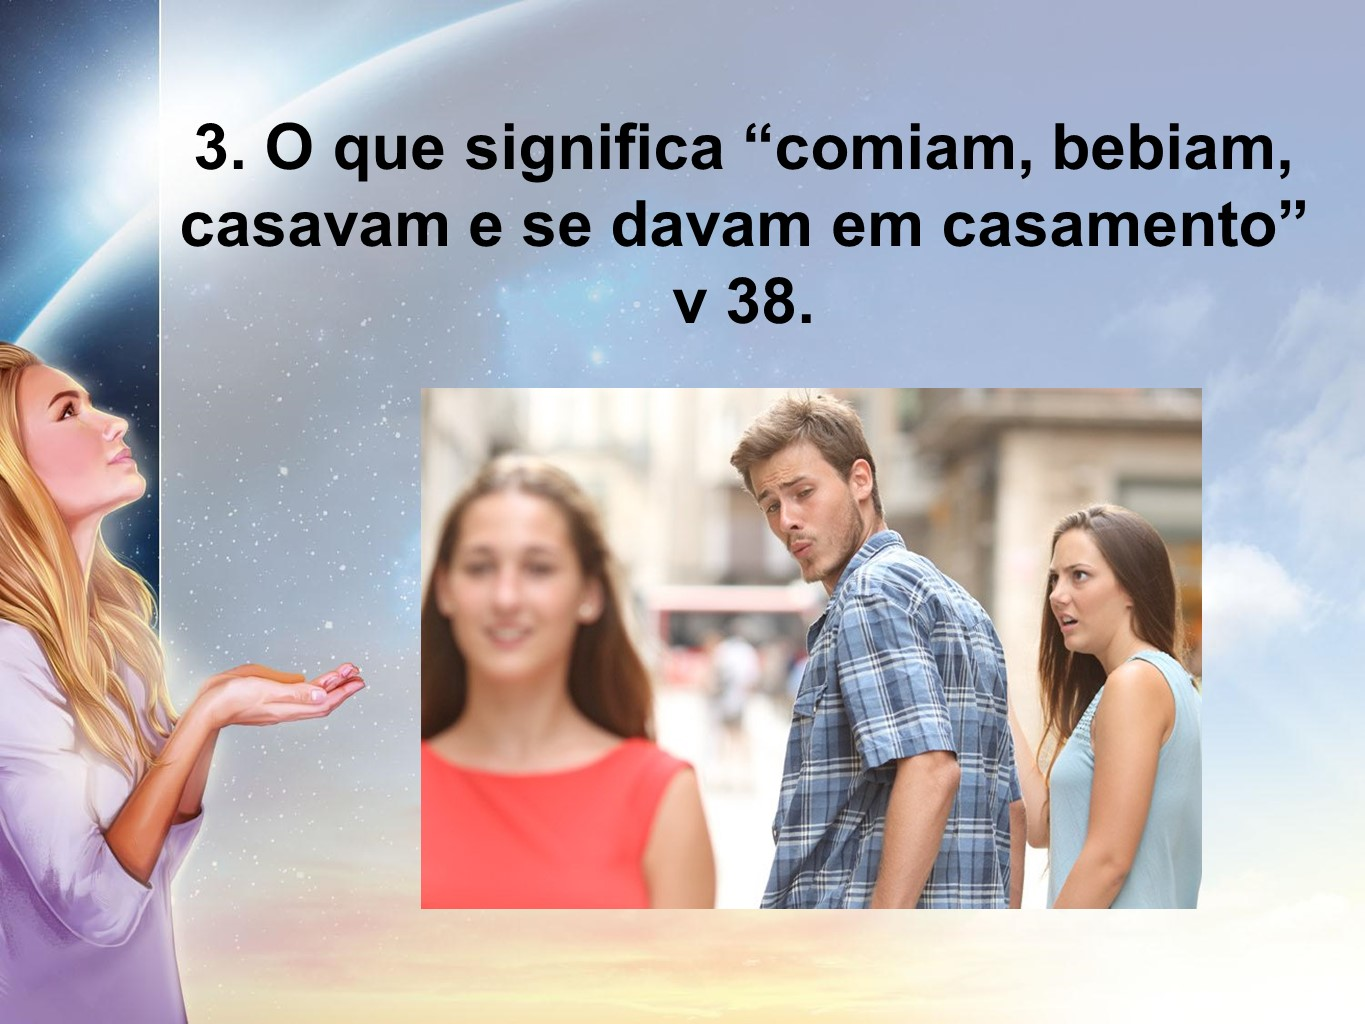 3. O que significa “comiam, bebiam,
casavam e se davam em casamento”
v 38.